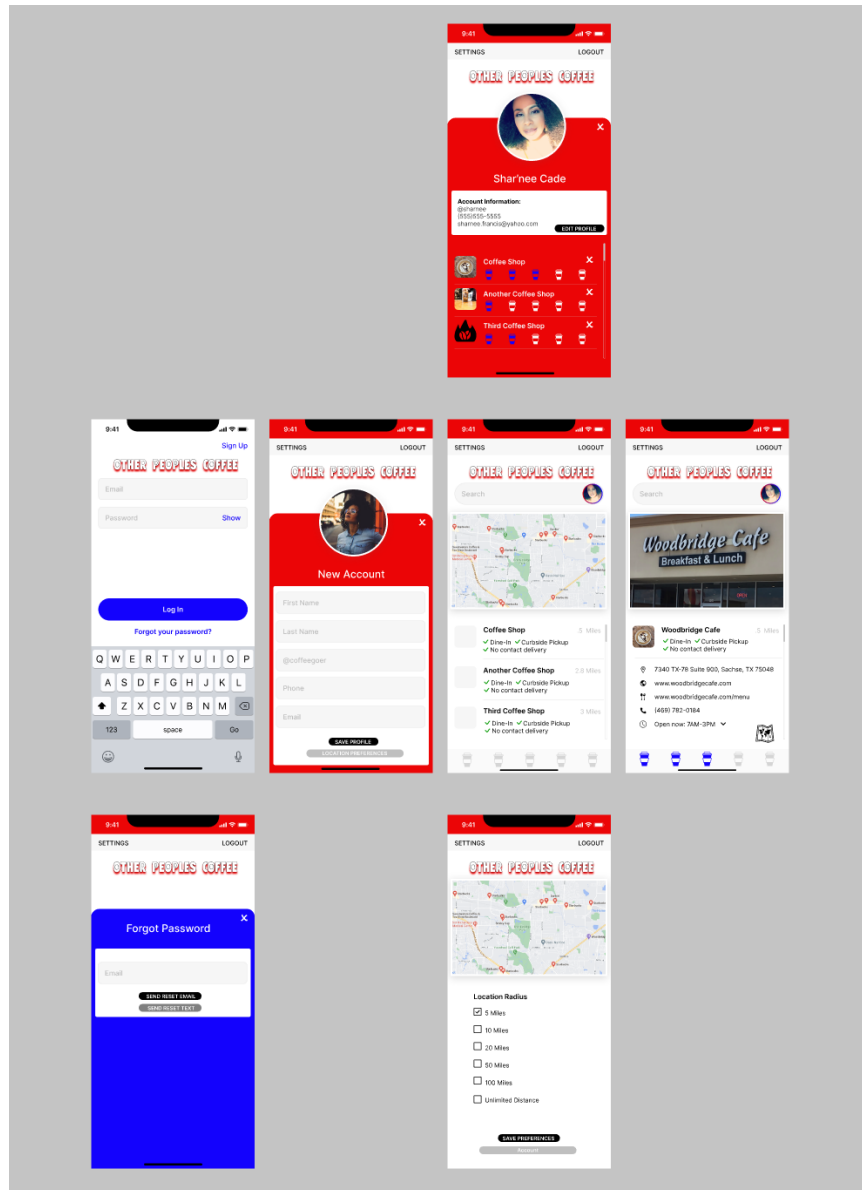 9:41
SETTINGS LOGOUT
OTHER PEOPLES COFFEE
X
Shar'nee Cade
Account Information:
@sharnee
(555)555-5555
sharnee.francis@yahoo.com
EDIT PROFILE
Coffee Shop X
Another Coffee Shop X
Third Coffee Shop X
9:41
Sign Up
OTHER PEOPLES COFFEE
Email
Password Show
Log In
Forgot your password?
Q W E R T Y U I O P
A S D F G H J K L
Z X C V B N M
123 space Go
9:41
SETTINGS LOGOUT
OTHER PEOPLES COFFEE
X
New Account
First Name
Last Name
@coffeegoer
Phone
Email
SAVE PROFILE
LOCATION PREFERENCES
9:41
SETTINGS LOGOUT
OTHER PEOPLES COFFEE
Search
Coffee Shop .5 Miles
Dine-In Curbside Pickup
No contact delivery
Another Coffee Shop 2.8 Miles
Dine-In Curbside Pickup
No contact delivery
Third Coffee Shop 3 Miles
Dine-In Curbside Pickup
No contact delivery
9:41
SETTINGS LOGOUT
OTHER PEOPLES COFFEE
Search
Woodbridge Cafe
Breakfast & Lunch
OPEN
Woodbridge Cafe .5 Miles
Dine-In Curbside Pickup
No contact delivery
7340 TX-78 Suite 900, Sachse, TX 75048
www.woodbridgecafe.com
www.woodbridgecafe.com/menu
(469) 782-0184
Open now: 7AM-3PM
9:41
SETTINGS LOGOUT
OTHER PEOPLES COFFEE
X
Forgot Password
Email
SEND RESET EMAIL
SEND RESET TEXT
9:41
SETTINGS LOGOUT
OTHER PEOPLES COFFEE
Location Radius
5 Miles
10 Miles
20 Miles
50 Miles
100 Miles
Unlimited Distance
SAVE PREFERENCES
Account